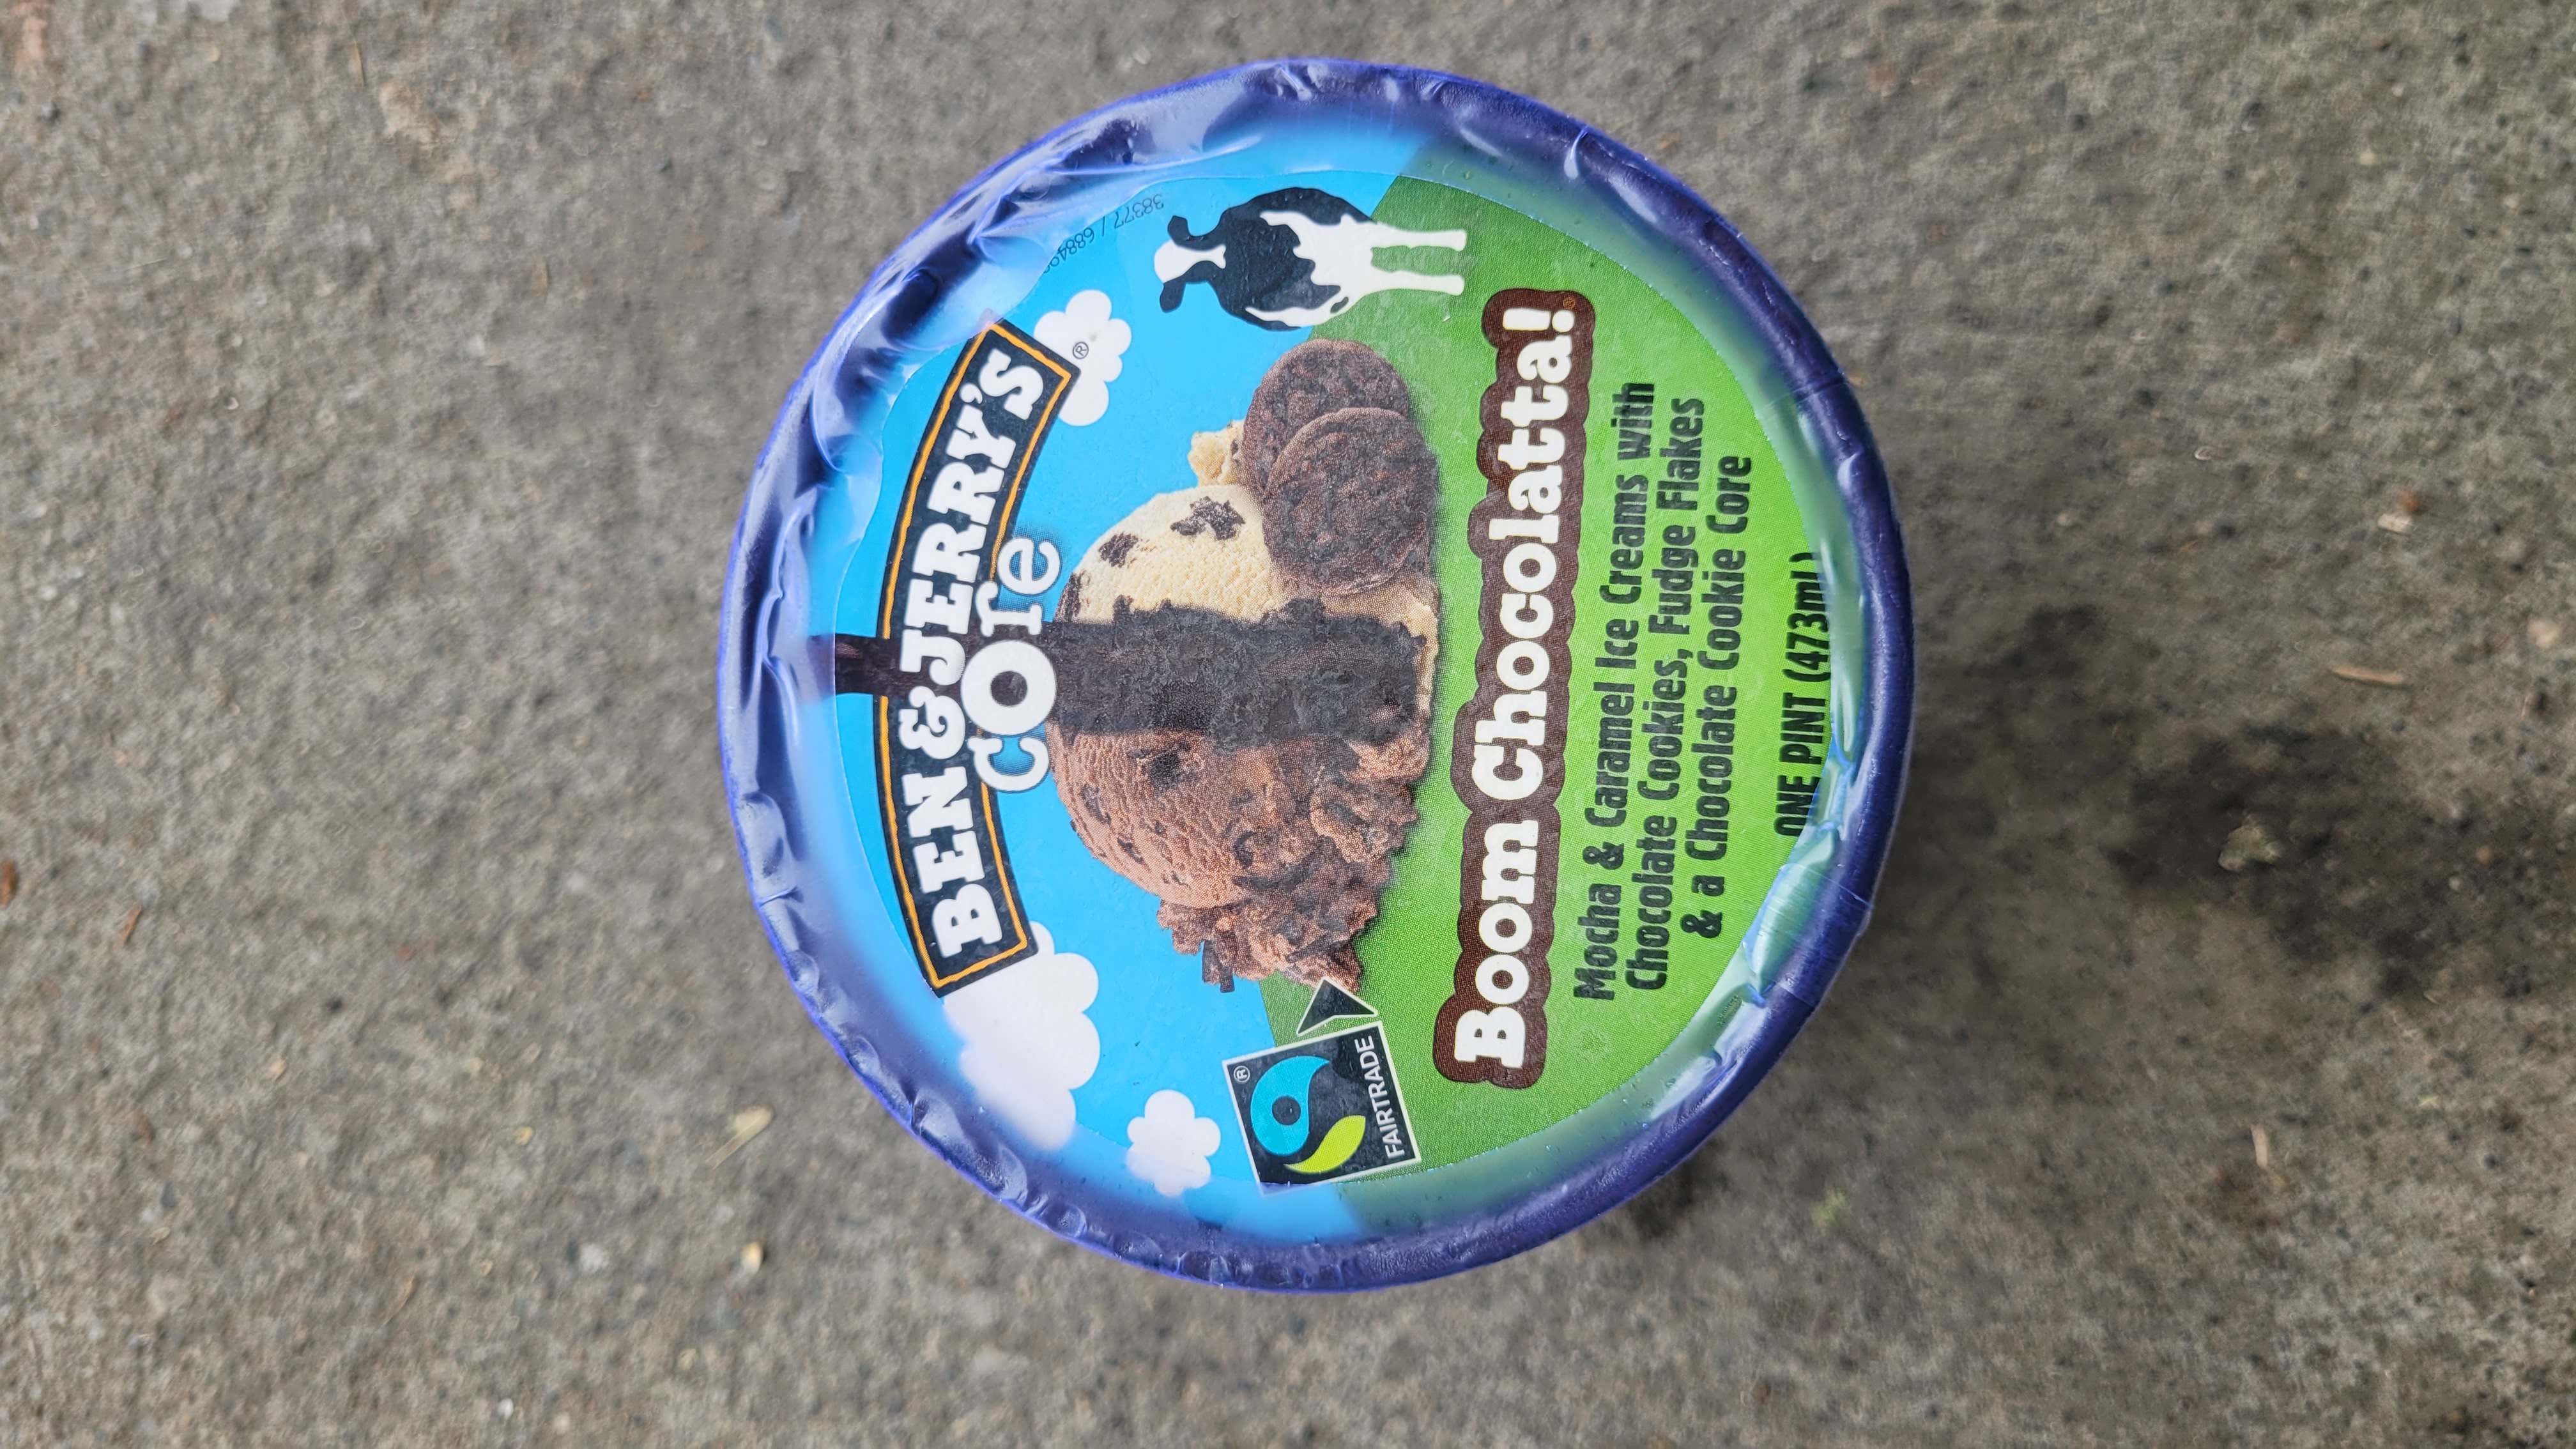 BEN & JERRY'S®
core
Boom Chocolatta!
Mocha & Caramel Ice Creams with
Chocolate Cookies, Fudge Flakes
& a Chocolate Cookie Core
ONE PINT (473mL)
®
FAIRTRADE
38377 /